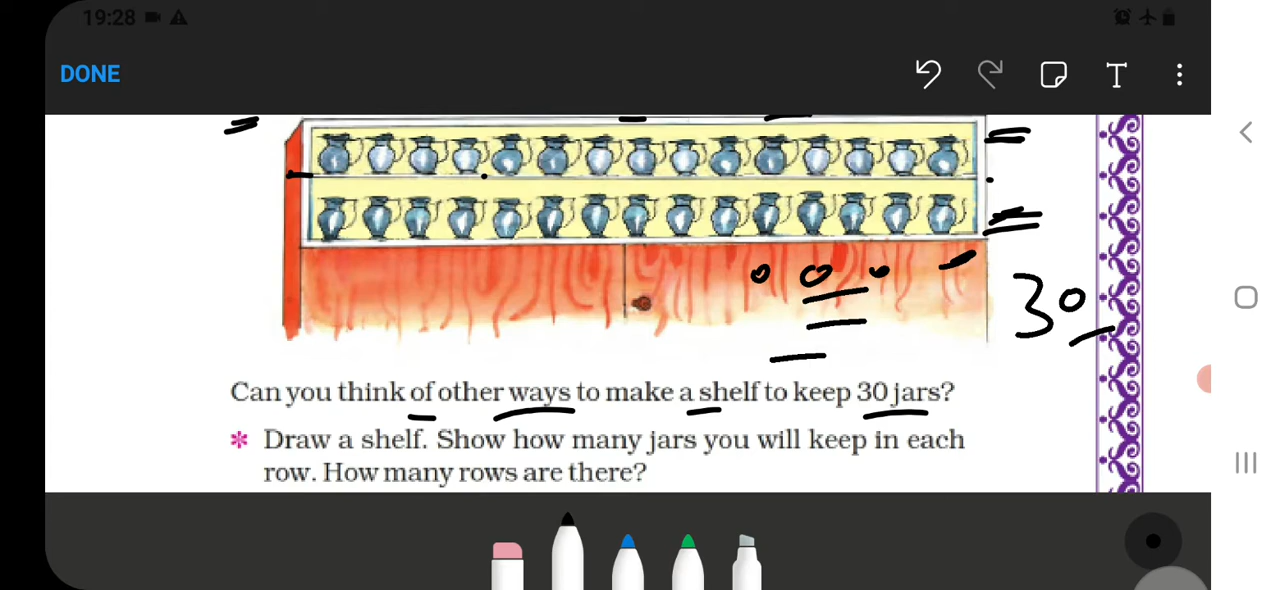 19:28
DONE
T
30
Can you think of other ways to make a shelf to keep 30 jars?
* Draw a shelf. Show how many jars you will keep in each
row. How many rows are there?